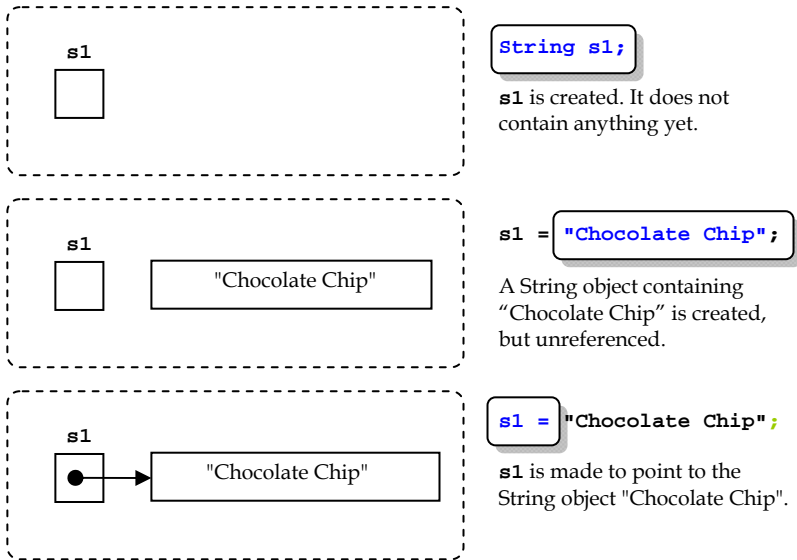 s1
String s1;
s1 is created. It does not
contain anything yet.
s1
"Chocolate Chip"
s1 = "Chocolate Chip";
A String object containing
“Chocolate Chip” is created,
but unreferenced.
s1
"Chocolate Chip"
s1 = "Chocolate Chip";
s1 is made to point to the
String object "Chocolate Chip".